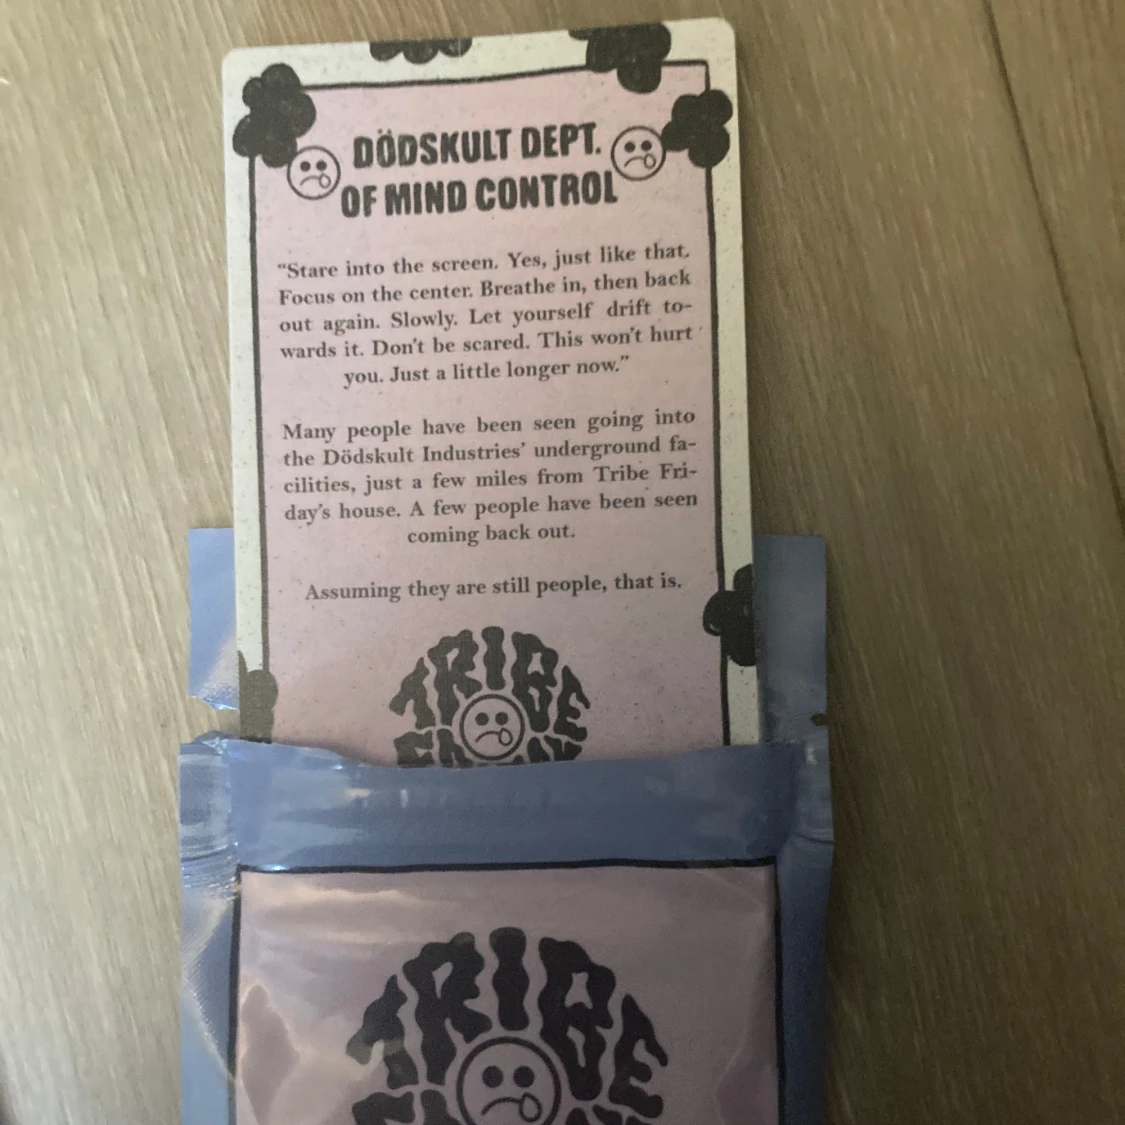 DÖDSKULT DEPT.
OF MIND CONTROL
“Stare into the screen. Yes, just like that.
Focus on the center. Breathe in, then back
out again. Slowly. Let yourself drift to-
wards it. Don’t be scared. This won’t hurt
you. Just a little longer now.”
Many people have been seen going into
the Dödskult Industries’ underground fa-
cilities, just a few miles from Tribe Fri-
day’s house. A few people have been seen
coming back out.
Assuming they are still people, that is.
TRIBE
TRIBE